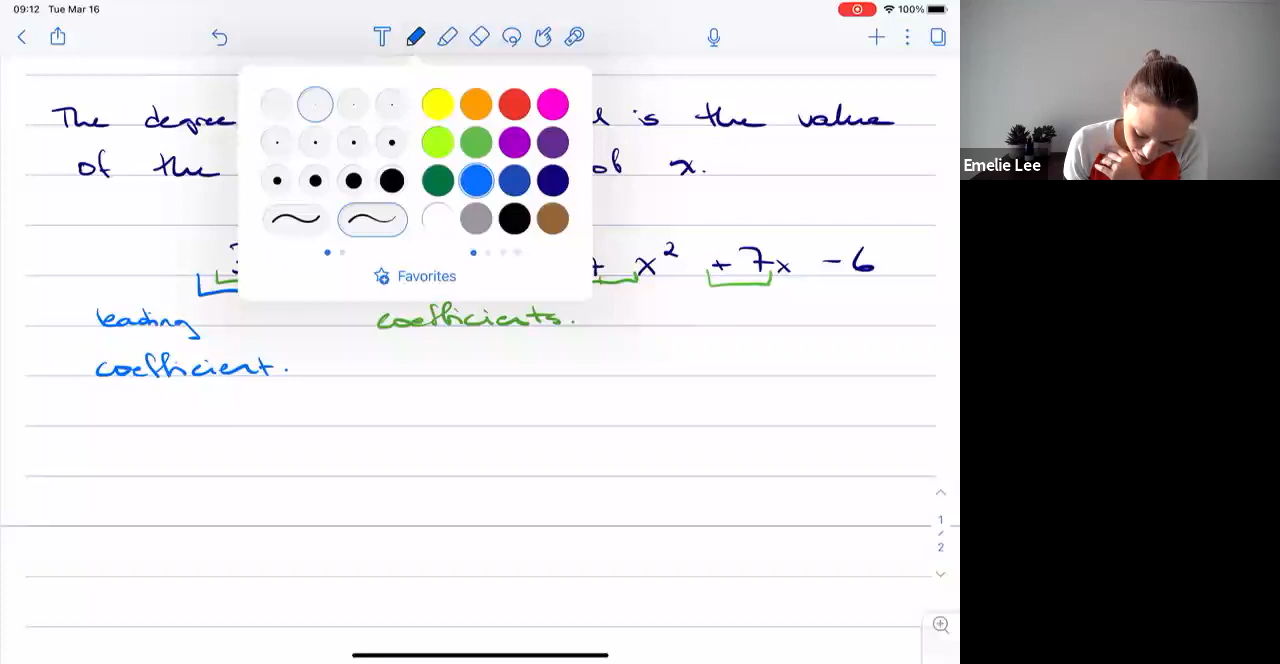 09:12 Tue Mar 16
100%
The degree is the value
of the of x.
+ x² + 7x - 6
leading coefficients.
coefficient.
Favorites
Emelie Lee
1
2